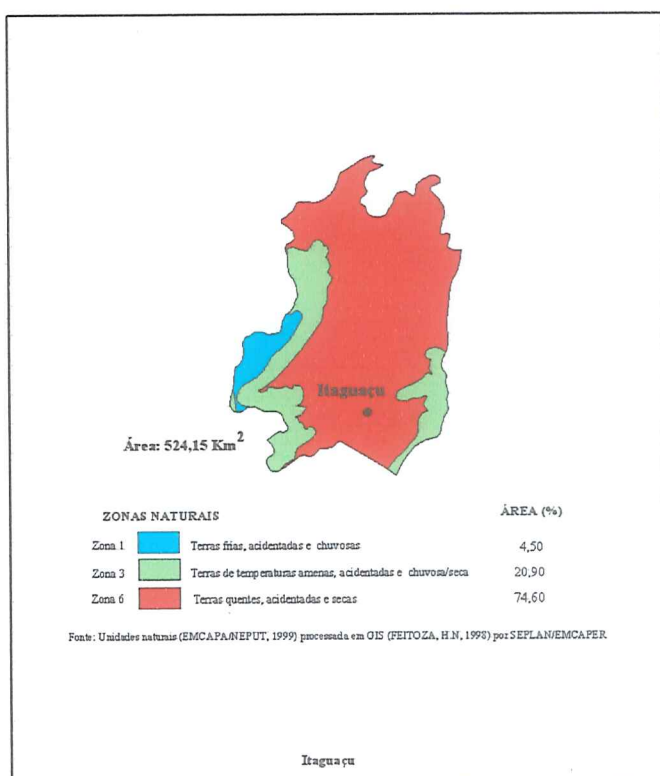 Itaguaçu
Área: 524,15 Km²
ZONAS NATURAIS ÁREA (%)
Zona 1 Terras frias, acidentadas e chuvosas 4,50
Zona 3 Terras de temperaturas amenas, acidentadas e chuvosa/seca 20,90
Zona 6 Terras quentes, acidentadas e secas 74,60
Fonte: Unidades naturais (EMCAPA/NEPUT, 1999) processada em GIS (FEITOZA, H.N, 1998) por SEPLAN/EMCAPER
Itaguaçu